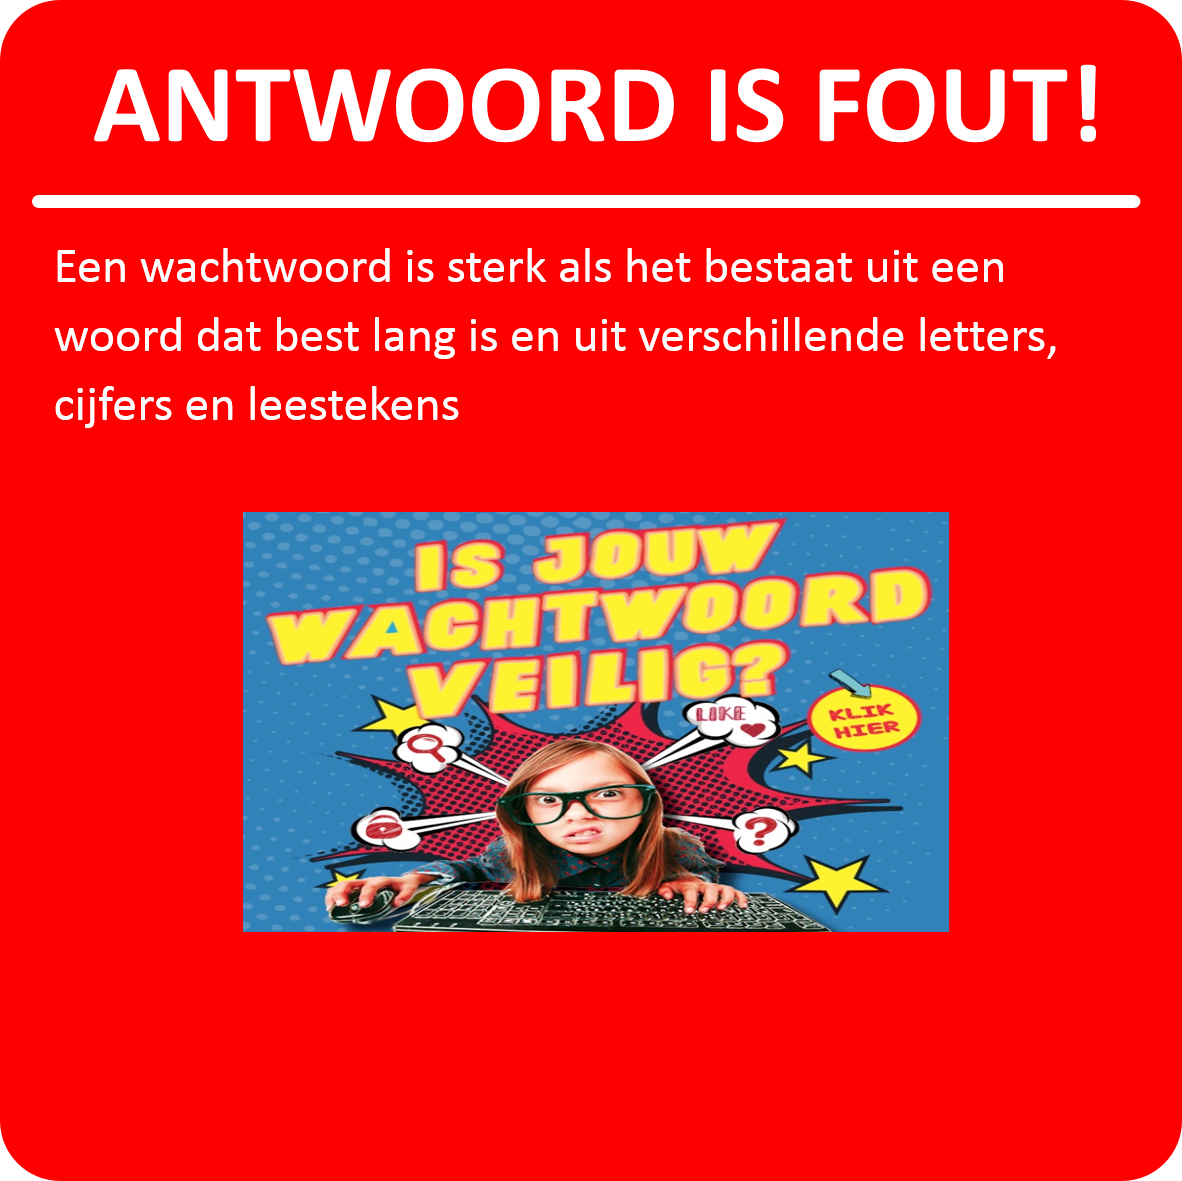 ANTWOORD IS FOUT!
Een wachtwoord is sterk als het bestaat uit een
woord dat best lang is en uit verschillende letters,
cijfers en leestekens
IS JOUW
WACHTWOORD
VEILIG?
LIKE
KLIK
HIER
?